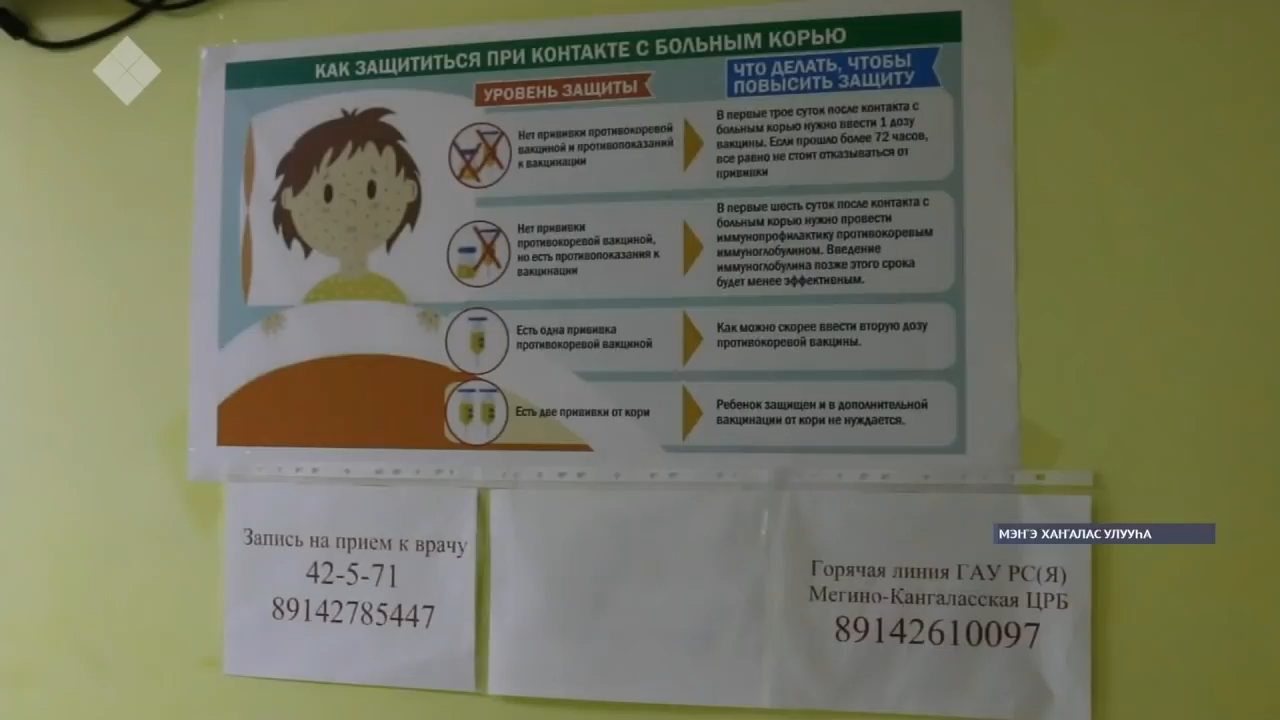 КАК ЗАЩИТИТЬСЯ ПРИ КОНТАКТЕ С БОЛЬНЫМ КОРЬЮ
УРОВЕНЬ ЗАЩИТЫ
ЧТО ДЕЛАТЬ, ЧТОБЫ
ПОВЫСИТЬ ЗАЩИТУ
Нет прививки противокоревой
вакциной и противопоказаний
к вакцинации
В первые трое суток после контакта с
больным корью нужно ввести 1 дозу
вакцины. Если прошло более 72 часов,
все равно не стоит отказываться от
прививки
Нет прививки
противокоревой вакциной,
но есть противопоказания к
вакцинации
В первые шесть суток после контакта с
больным корью нужно провести
иммунопрофилактику противокоревым
иммуноглобулином. Введение
иммуноглобулина позже этого срока
будет менее эффективным.
Есть одна прививка
противокоревой вакциной
Как можно скорее ввести вторую дозу
противокоревой вакцины.
Есть две прививки от кори
Ребенок защищен и в дополнительной
вакцинации от кори не нуждается.
Запись на прием к врачу
42-5-71
89142785447
МЭҤЭ ХАҤАЛАС УЛУУҺА
Горячая линия ГАУ РС(Я)
Мегино-Кангаласская ЦРБ
89142610097